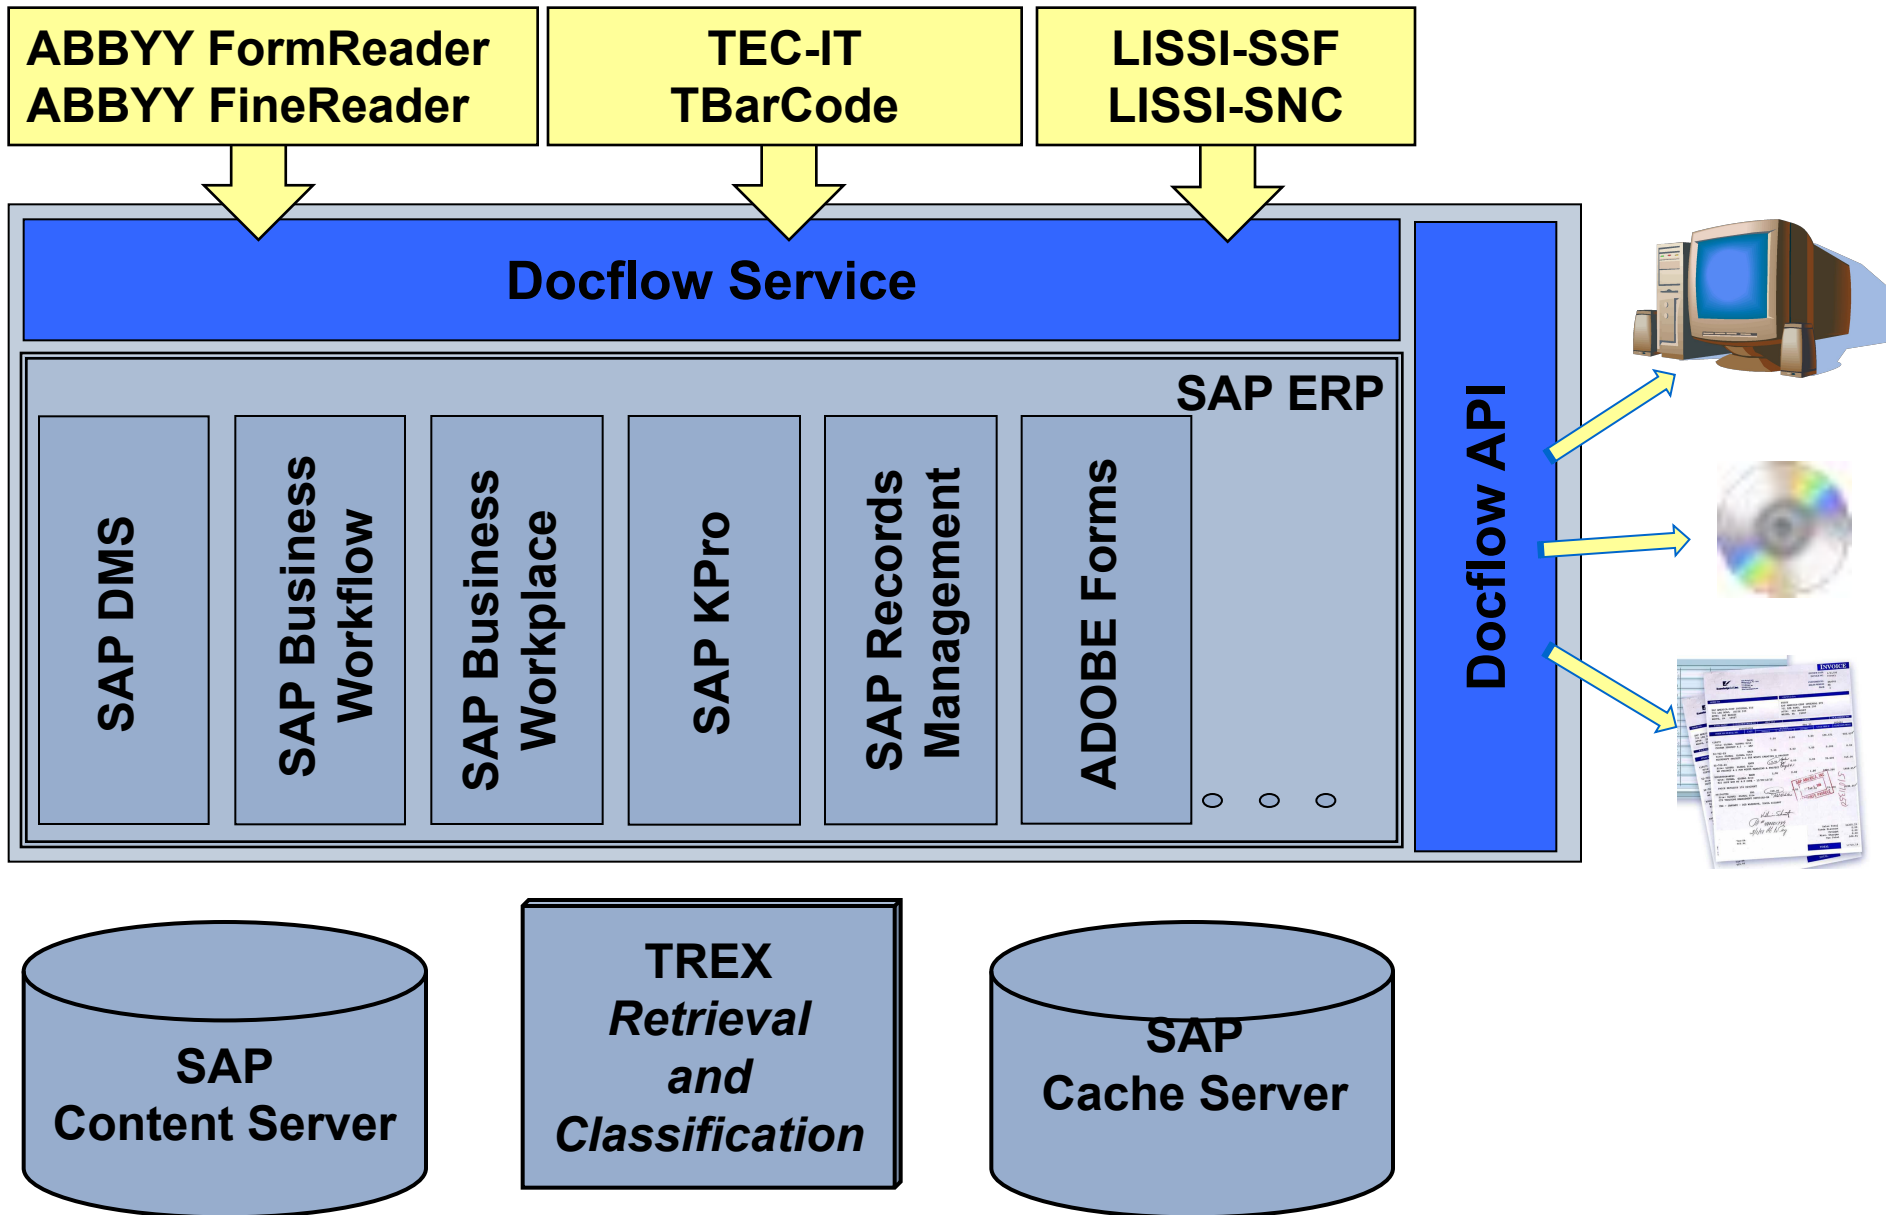 ABBYY FormReader
ABBYY FineReader
TEC-IT
TBarCode
LISSI-SSF
LISSI-SNC
Docflow Service
SAP ERP
SAP DMS
SAP Business
Workflow
SAP Business
Workplace
SAP KPro
SAP Records
Management
ADOBE Forms
Docflow API
INVOICE
SAP
Content Server
TREX
Retrieval
and
Classification
SAP
Cache Server